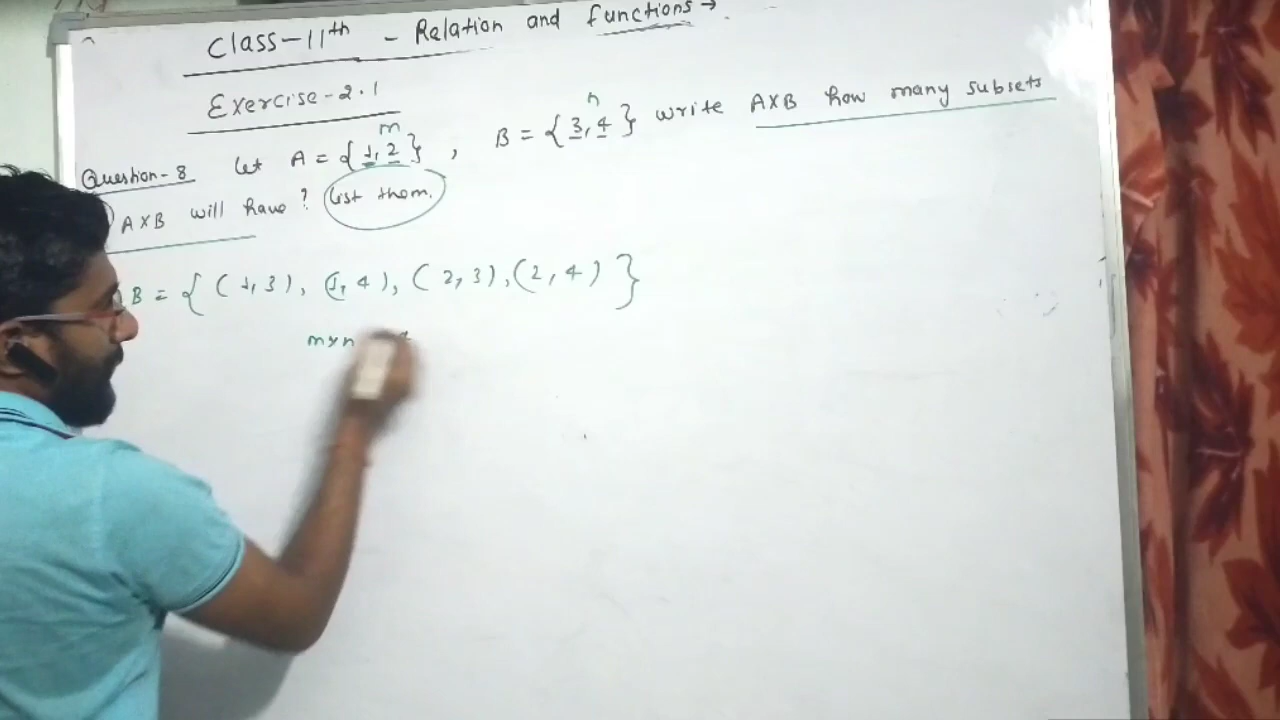 Class-11th - Relation and functions →
Exercise-2.1
Question-8 Let A = {1, 2}, B = {3, 4} write A×B how many subsets
m n
A×B will have? List them.
B = { (1, 3), (1, 4), (2, 3), (2, 4) }
m×n